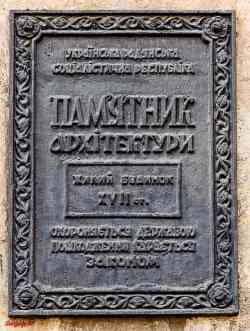 УКРАЇНСЬКА РАДЯНСЬКА
СОЦІАЛІСТИЧНА РЕСПУБЛІКА
ПАМ'ЯТНИК
АРХІТЕКТУРИ
ЖИЛИЙ БУДИНОК
XVII СТ.
ОХОРОНЯЄТЬСЯ ДЕРЖАВОЮ
ПОШКОДЖЕННЯ КАРАЄТЬСЯ
ЗАКОНОМ